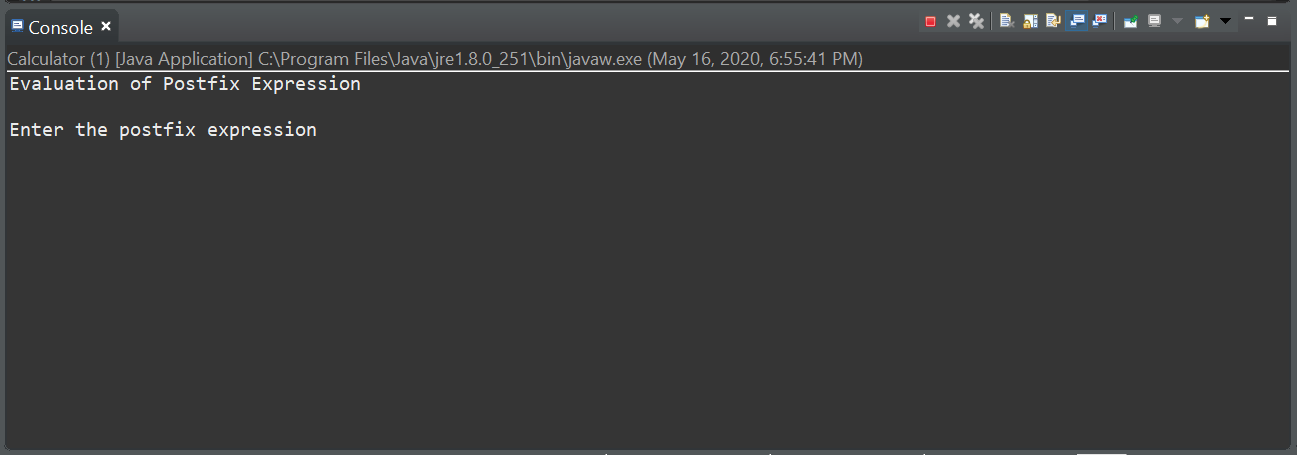 Console
Calculator (1) [Java Application] C:\Program Files\Java\jre1.8.0_251\bin\javaw.exe (May 16, 2020, 6:55:41 PM)
Evaluation of Postfix Expression
Enter the postfix expression